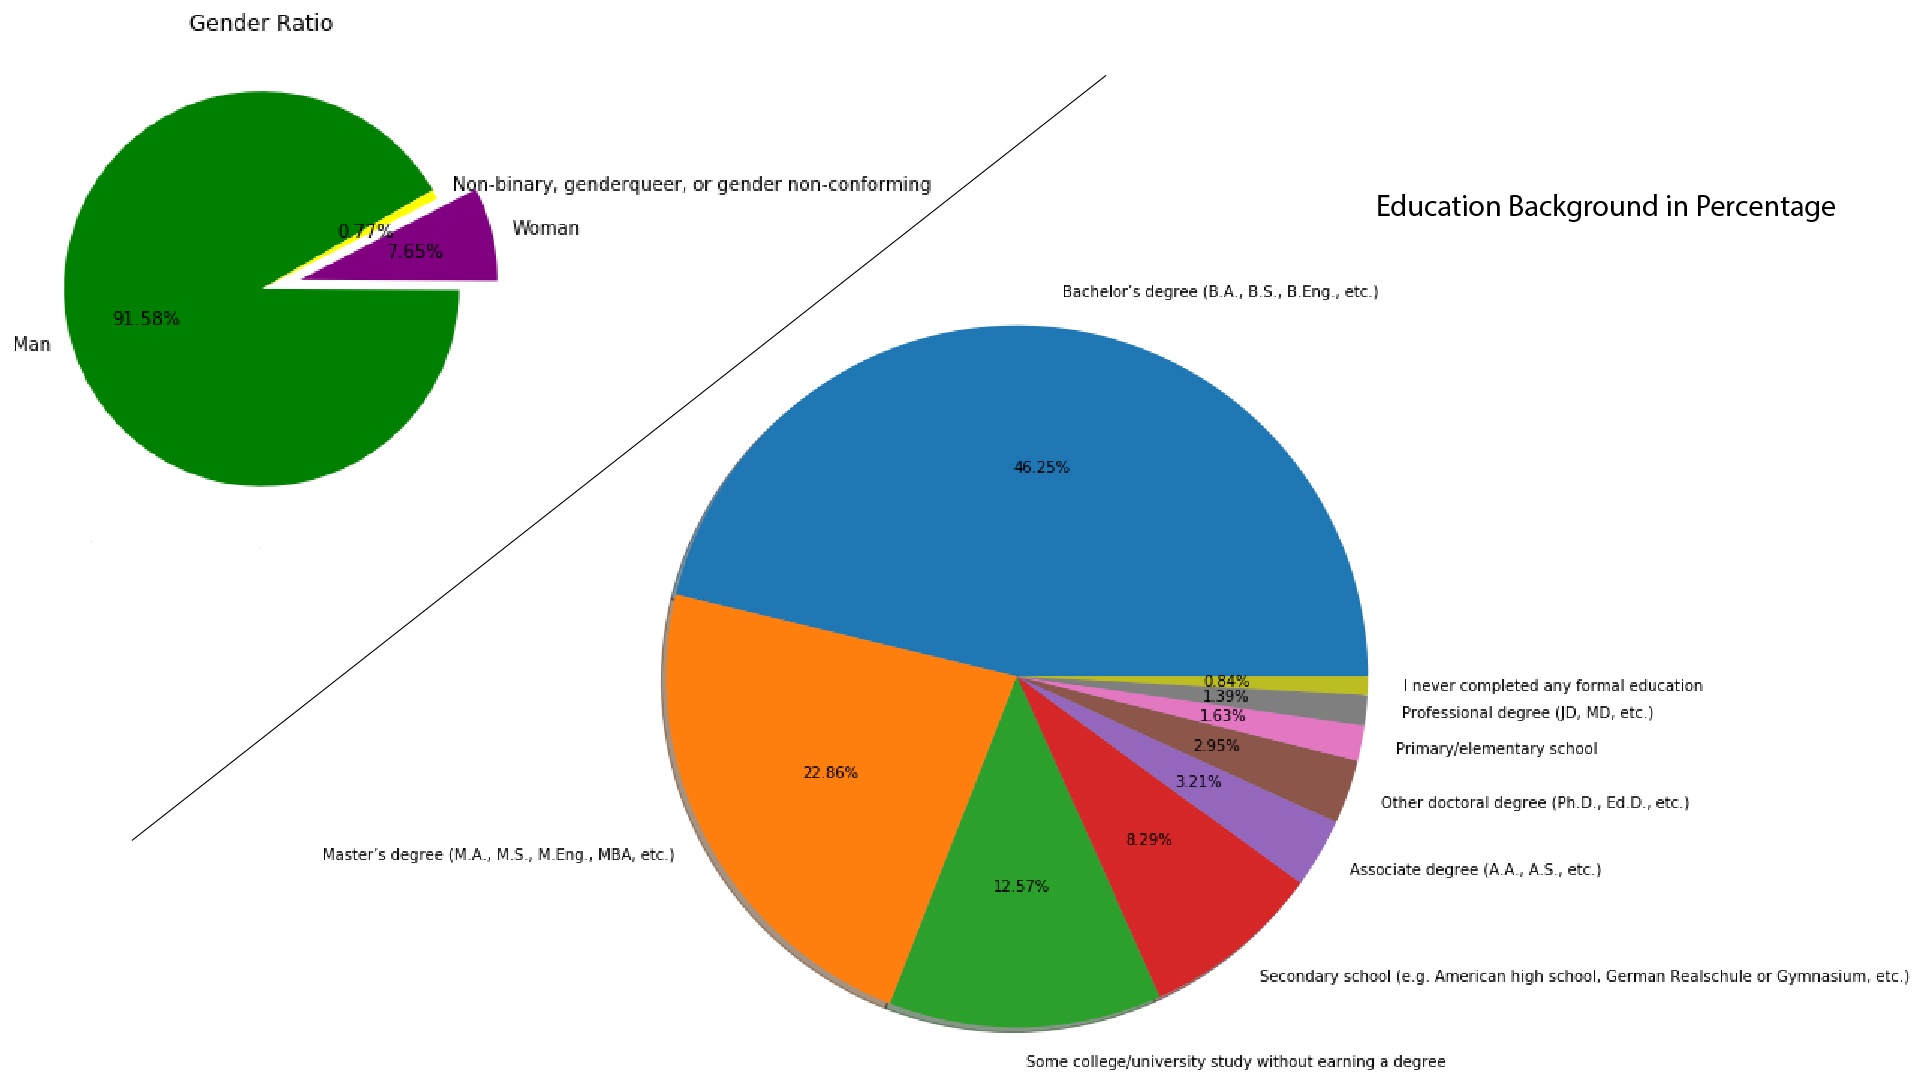 Gender Ratio
Non-binary, genderqueer, or gender non-conforming
0.77%
Woman
7.65%
91.58%
Man
Education Background in Percentage
Bachelor’s degree (B.A., B.S., B.Eng., etc.)
46.25%
0.84%
I never completed any formal education
1.39%
Professional degree (JD, MD, etc.)
1.63%
Primary/elementary school
2.95%
Other doctoral degree (Ph.D., Ed.D., etc.)
3.21%
Associate degree (A.A., A.S., etc.)
22.86%
Master’s degree (M.A., M.S., M.Eng., MBA, etc.)
8.29%
Secondary school (e.g. American high school, German Realschule or Gymnasium, etc.)
12.57%
Some college/university study without earning a degree